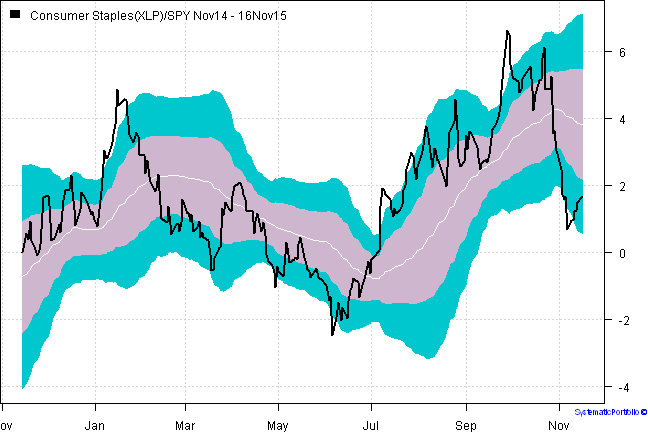 Consumer Staples(XLP)/SPY Nov14 - 16Nov15
6
4
2
0
-2
-4
ov Jan Mar May Jul Sep Nov
SystematicPortfolio ©